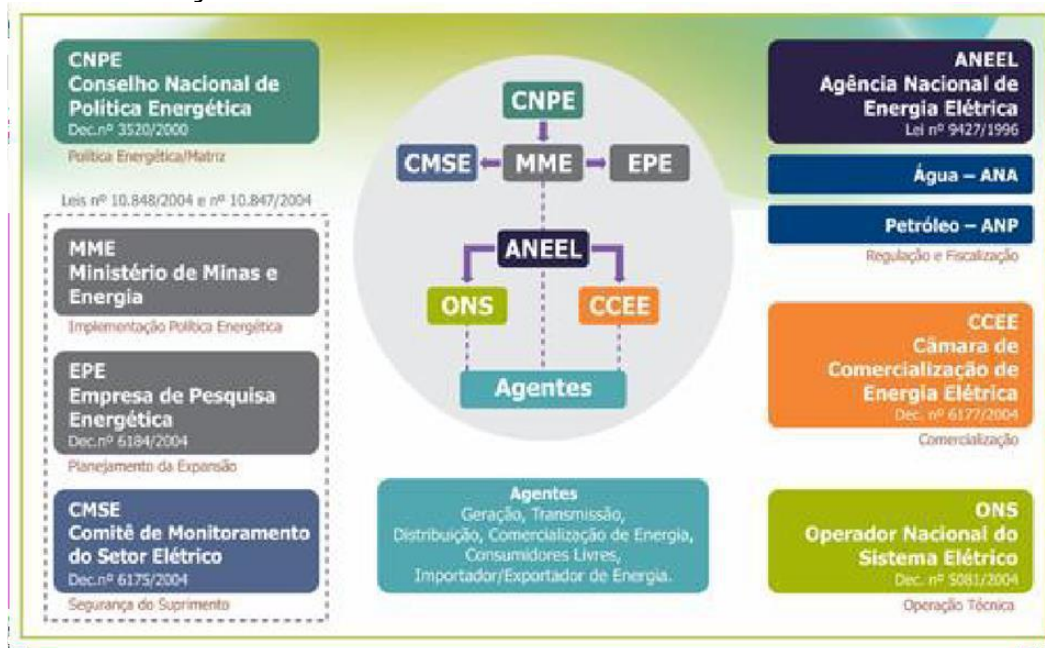 CNPE
Conselho Nacional de
Política Energética
Dec.nº 3520/2000
Política Energética/Matriz
Leis nº 10.848/2004 e nº 10.847/2004
MME
Ministério de Minas e
Energia
Implementação Política Energética
EPE
Empresa de Pesquisa
Energética
Dec.nº 6184/2004
Planejamento da Expansão
CMSE
Comitê de Monitoramento
do Setor Elétrico
Dec.nº 6175/2004
Segurança do Suprimento
CNPE
CMSE
MME
EPE
ANEEL
ONS
CCEE
Agentes
Agentes
Geração, Transmissão,
Distribuição, Comercialização de Energia,
Consumidores Livres,
Importador/Exportador de Energia.
ANEEL
Agência Nacional de
Energia Elétrica
Lei nº 9427/1996
Água – ANA
Petróleo – ANP
Regulação e Fiscalização
CCEE
Câmara de
Comercialização de
Energia Elétrica
Dec. nº 6177/2004
Comercialização
ONS
Operador Nacional do
Sistema Elétrico
Dec. nº 5081/2004
Operação Técnica